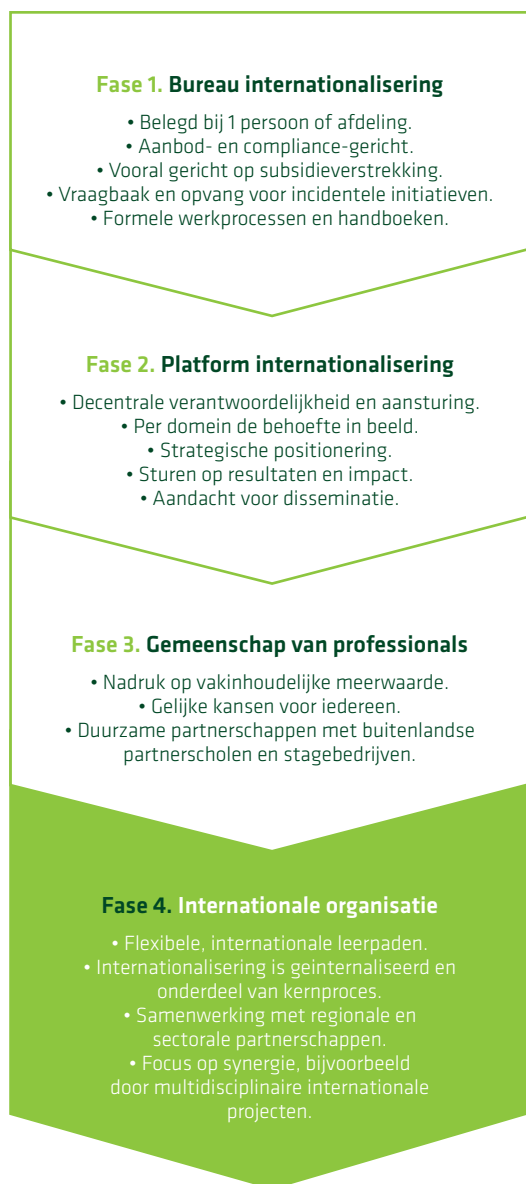 Fase 1. Bureau internationalisering
• Belegd bij 1 persoon of afdeling.
• Aanbod- en compliance-gericht.
• Vooral gericht op subsidieverstrekking.
• Vraagbaak en opvang voor incidentele initiatieven.
• Formele werkprocessen en handboeken.
Fase 2. Platform internationalisering
• Decentrale verantwoordelijkheid en aansturing.
• Per domein de behoefte in beeld.
• Strategische positionering.
• Sturen op resultaten en impact.
• Aandacht voor disseminatie.
Fase 3. Gemeenschap van professionals
• Nadruk op vakinhoudelijke meerwaarde.
• Gelijke kansen voor iedereen.
• Duurzame partnerschappen met buitenlandse
partnerscholen en stagebedrijven.
Fase 4. Internationale organisatie
• Flexibele, internationale leerpaden.
• Internationalisering is geinternaliseerd en
onderdeel van kernproces.
• Samenwerking met regionale en
sectorale partnerschappen.
• Focus op synergie, bijvoorbeeld
door multidisciplinaire internationale
projecten.